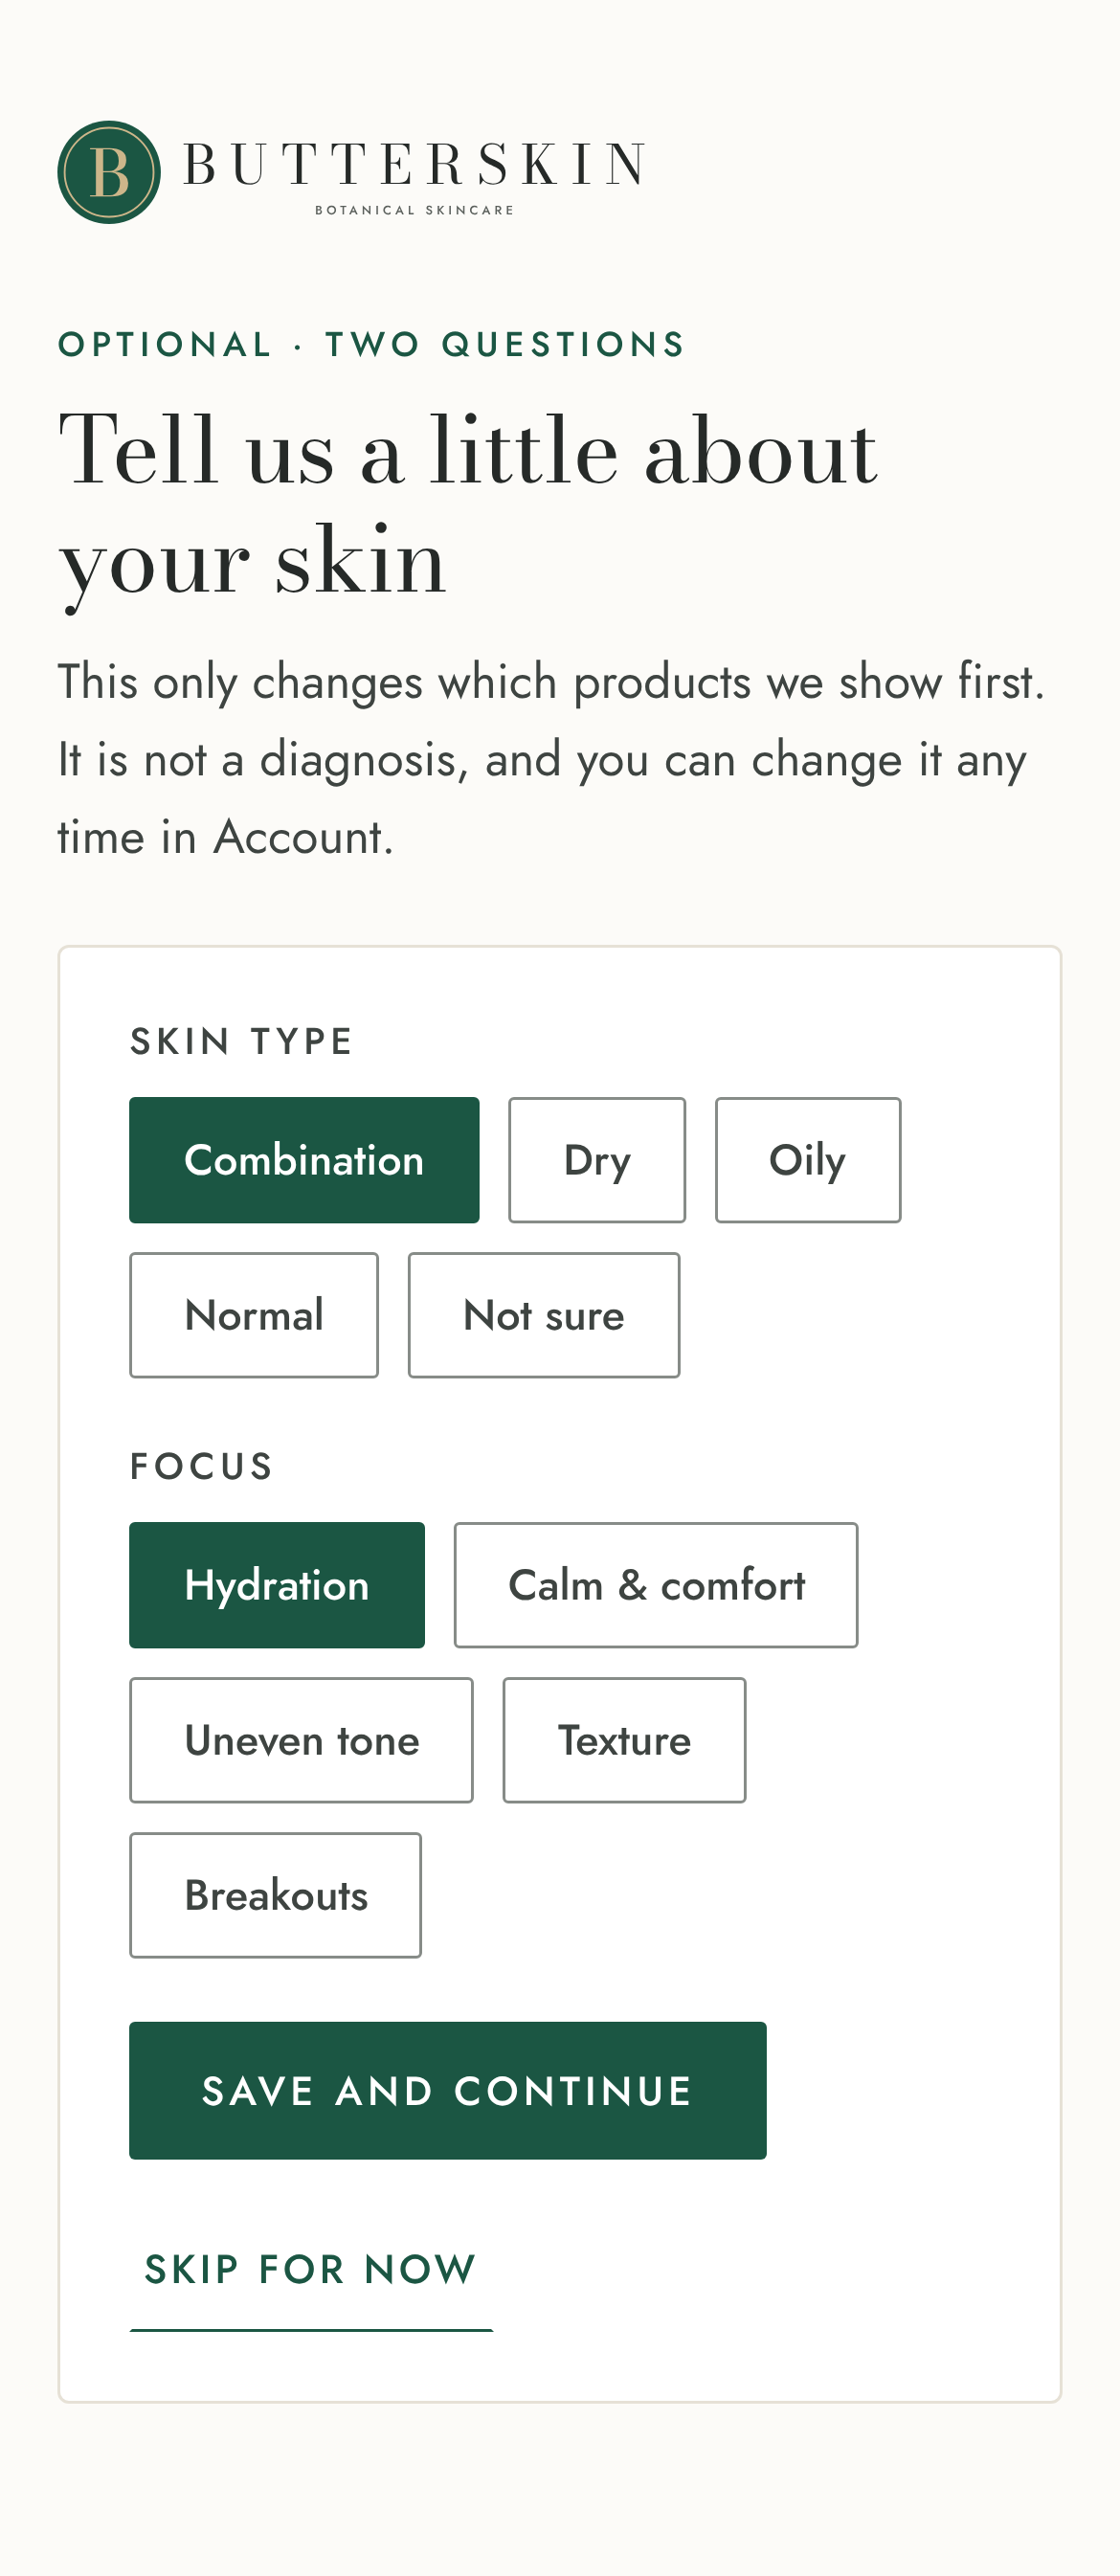 B
BUTTERSKIN
BOTANICAL SKINCARE
OPTIONAL · TWO QUESTIONS
Tell us a little about
your skin
This only changes which products we show first.
It is not a diagnosis, and you can change it any
time in Account.
SKIN TYPE
Combination Dry Oily
Normal Not sure
FOCUS
Hydration Calm & comfort
Uneven tone Texture
Breakouts
SAVE AND CONTINUE
SKIP FOR NOW